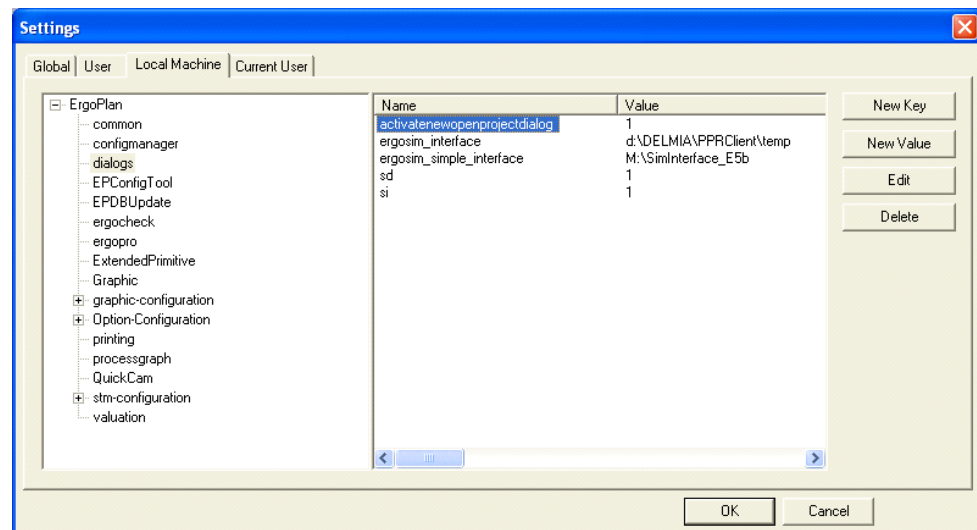 Settings
Global User Local Machine Current User
ErgoPlan
common
configmanager
dialogs
EPConfigTool
EPDBUpdate
ergocheck
ergopro
ExtendedPrimitive
Graphic
graphic-configuration
Option-Configuration
printing
processgraph
QuickCam
stm-configuration
valuation
Name Value
activatenewopenprojectdialog 1
ergosim_interface d:\DELMIA\PPRClient\temp
ergosim_simple_interface M:\SimInterface_E5b
sd 1
si 1
New Key
New Value
Edit
Delete
OK Cancel